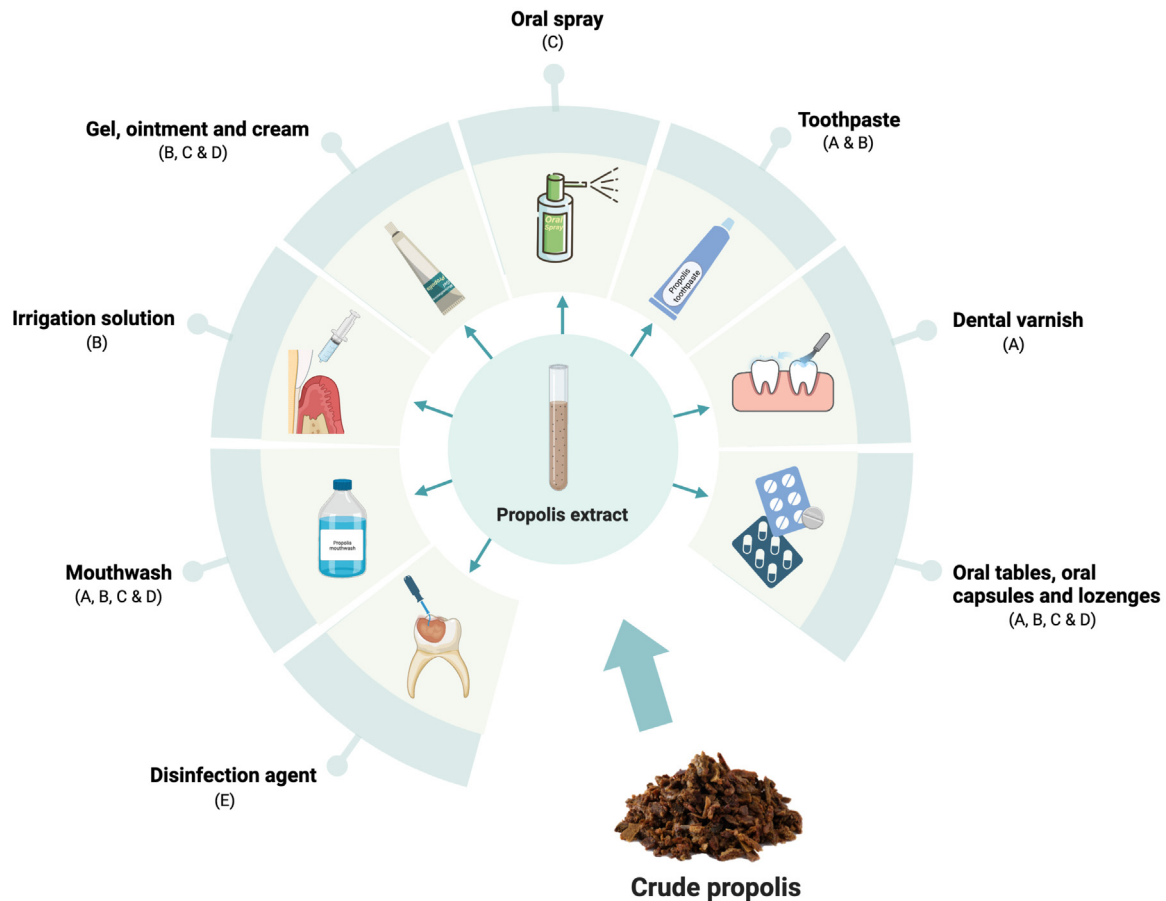 Oral spray
(C)
Gel, ointment and cream
(B, C & D)
Toothpaste
(A & B)
Oral
Spray
Propolis
toothpaste
Irrigation solution
(B)
Dental varnish
(A)
Propolis extract
Propolis
mouthwash
Mouthwash
(A, B, C & D)
Oral tables, oral
capsules and lozenges
(A, B, C & D)
Disinfection agent
(E)
Crude propolis